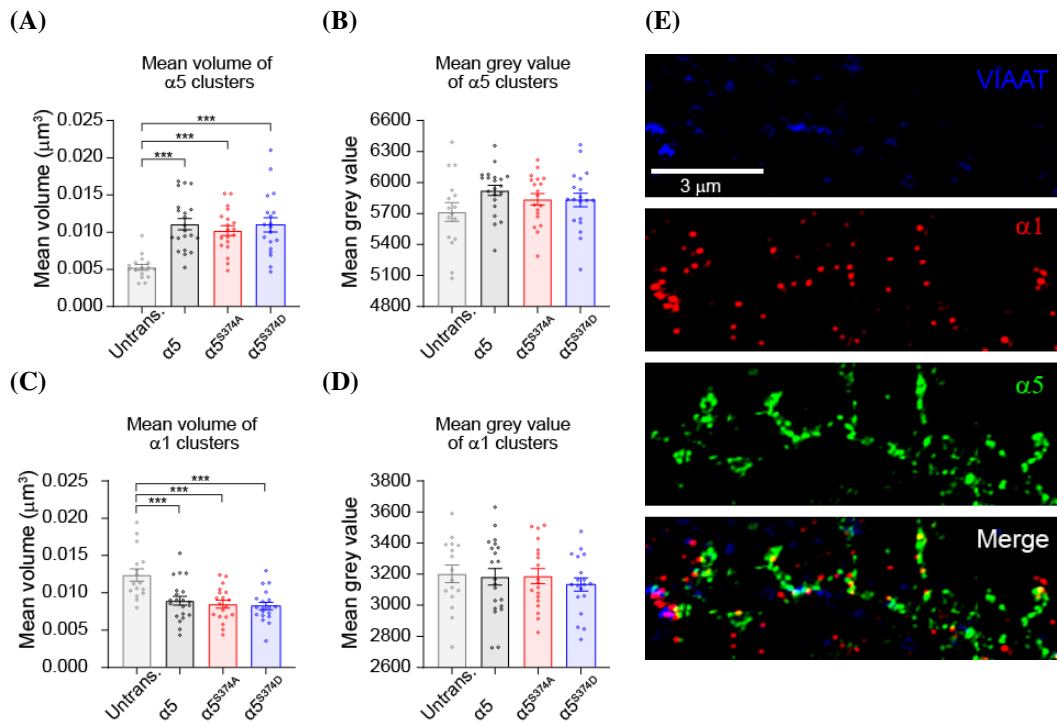 (A)
Mean volume of
α5 clusters
Mean volume (μm³)
0.025
0.020
0.015
0.010
0.005
0.000
***
***
***
Untrans.
α5
α5S374A
α5S374D
(B)
Mean grey value
of α5 clusters
Mean grey value
6600
6300
6000
5700
5400
5100
4800
Untrans.
α5
α5S374A
α5S374D
(C)
Mean volume of
α1 clusters
Mean volume (μm³)
0.025
0.020
0.015
0.010
0.005
0.000
***
***
***
Untrans.
α5
α5S374A
α5S374D
(D)
Mean grey value
of α1 clusters
Mean grey value
3800
3600
3400
3200
3000
2800
2600
Untrans.
α5
α5S374A
α5S374D
(E)
VIAAT
3 μm
α1
α5
Merge